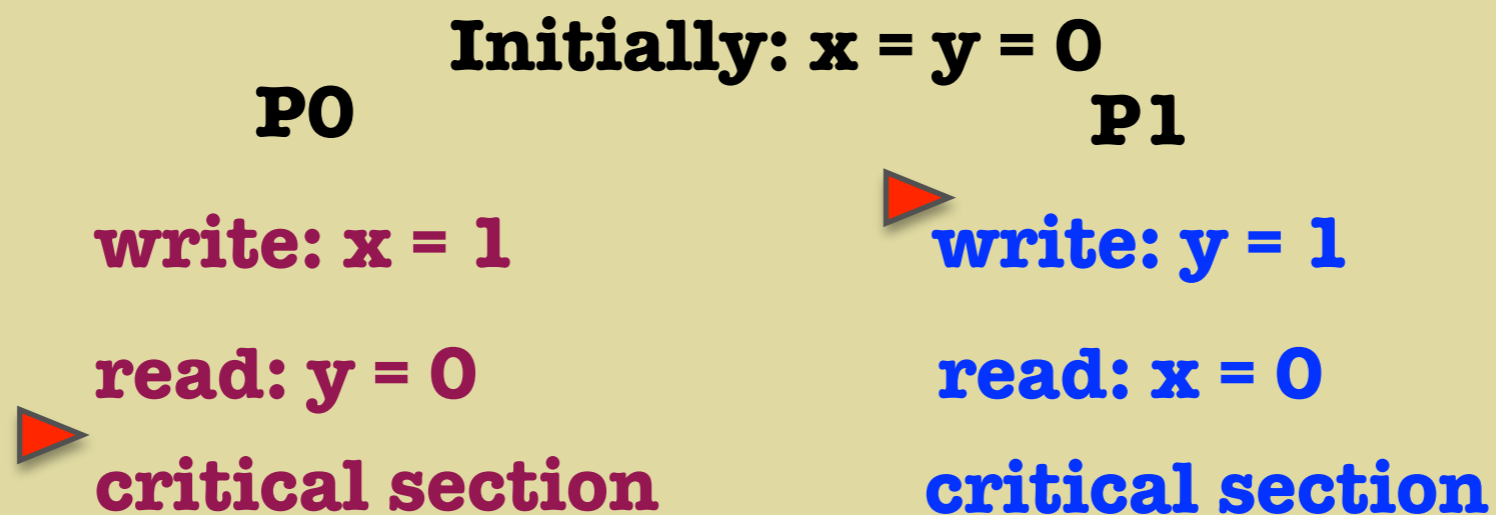 Initially: x = y = 0
P0
P1
write: x = 1
write: y = 1
read: y = 0
read: x = 0
critical section
critical section